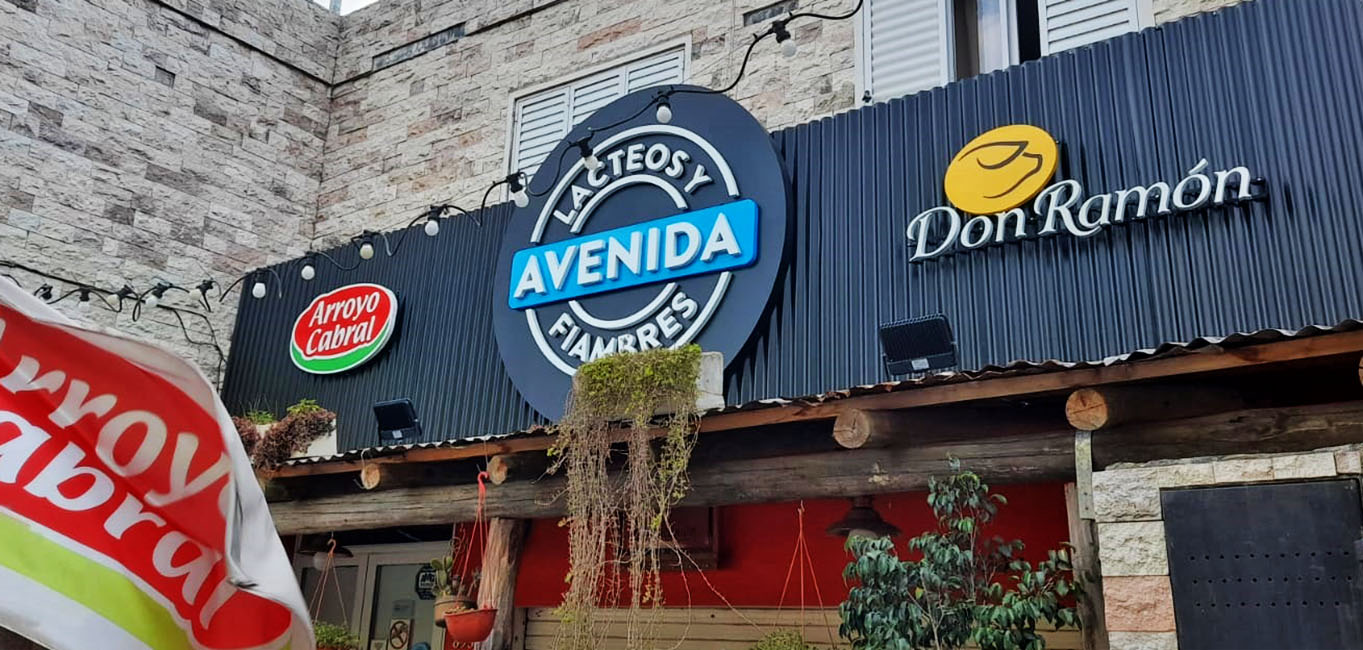 Arroyo
Cabral
LACTEOS Y
AVENIDA
FIAMBRES
Don Ramón
Arroyo
Cabral